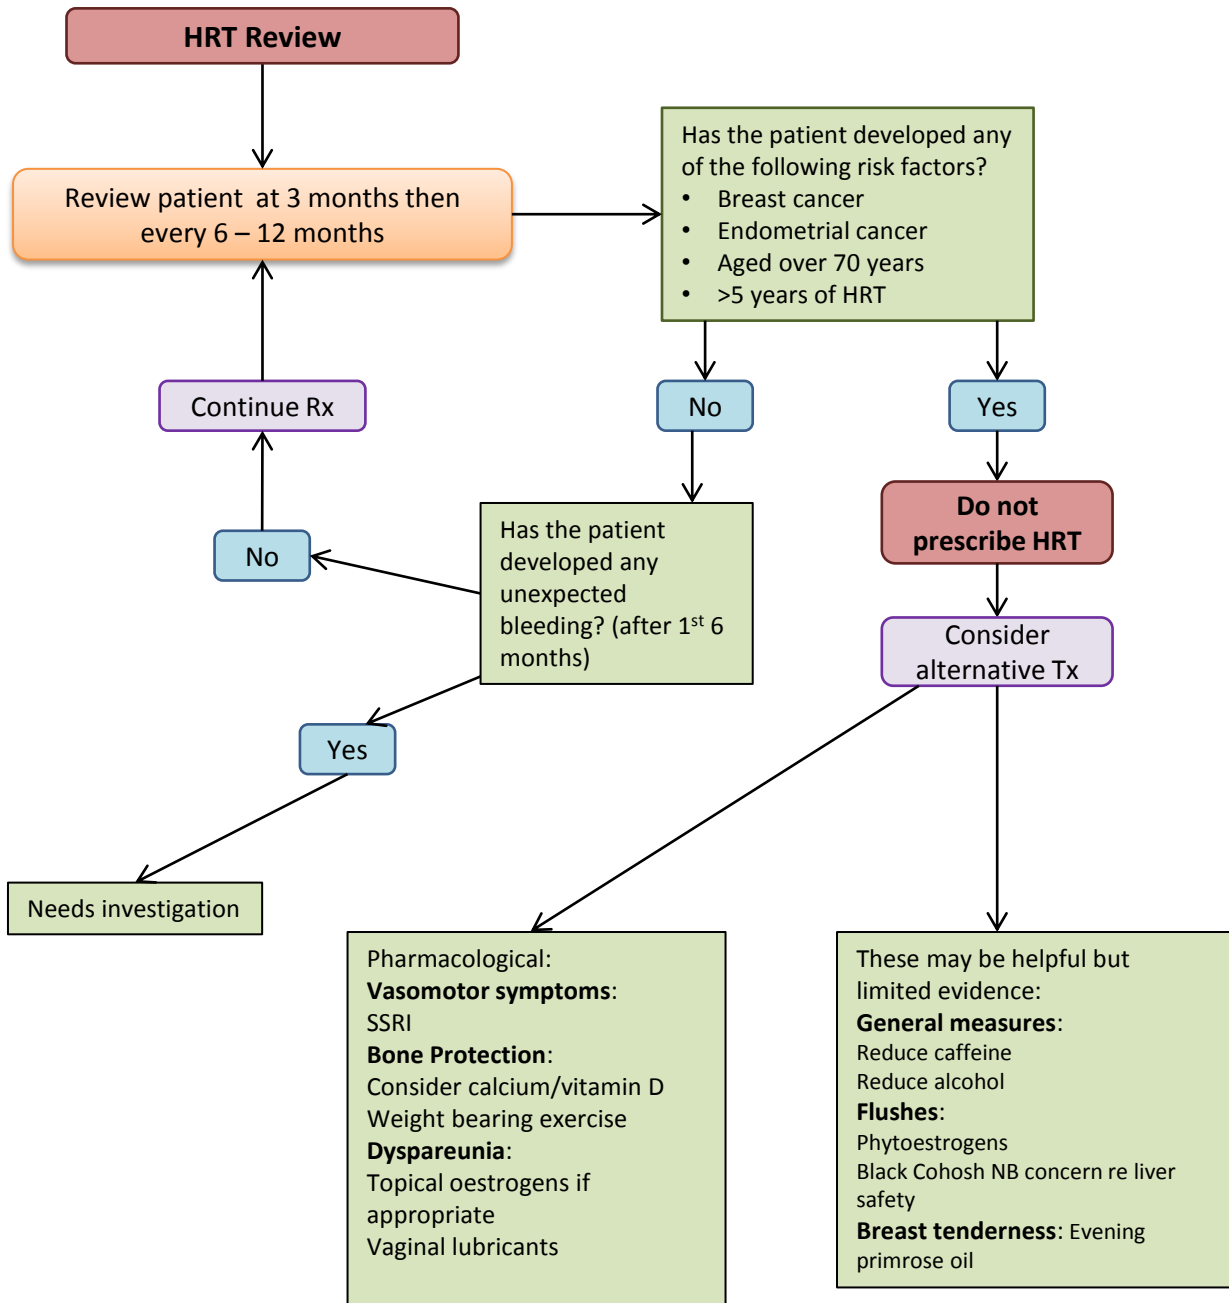 HRT Review
Review patient at 3 months then
every 6 – 12 months
Has the patient developed any
of the following risk factors?
• Breast cancer
• Endometrial cancer
• Aged over 70 years
• >5 years of HRT
Continue Rx
No
Yes
No
Has the patient
developed any
unexpected
bleeding? (after 1st 6
months)
Do not
prescribe HRT
Consider
alternative Tx
Yes
Needs investigation
Pharmacological:
Vasomotor symptoms:
SSRI
Bone Protection:
Consider calcium/vitamin D
Weight bearing exercise
Dyspareunia:
Topical oestrogens if
appropriate
Vaginal lubricants
These may be helpful but
limited evidence:
General measures:
Reduce caffeine
Reduce alcohol
Flushes:
Phytoestrogens
Black Cohosh NB concern re liver
safety
Breast tenderness: Evening
primrose oil